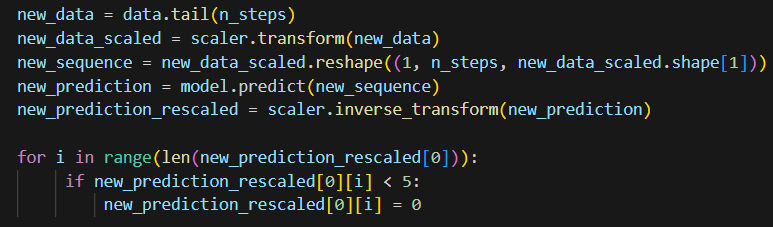 new_data = data.tail(n_steps)
new_data_scaled = scaler.transform(new_data)
new_sequence = new_data_scaled.reshape((1, n_steps, new_data_scaled.shape[1]))
new_prediction = model.predict(new_sequence)
new_prediction_rescaled = scaler.inverse_transform(new_prediction)

for i in range(len(new_prediction_rescaled[0])):
    if new_prediction_rescaled[0][i] < 5:
        new_prediction_rescaled[0][i] = 0